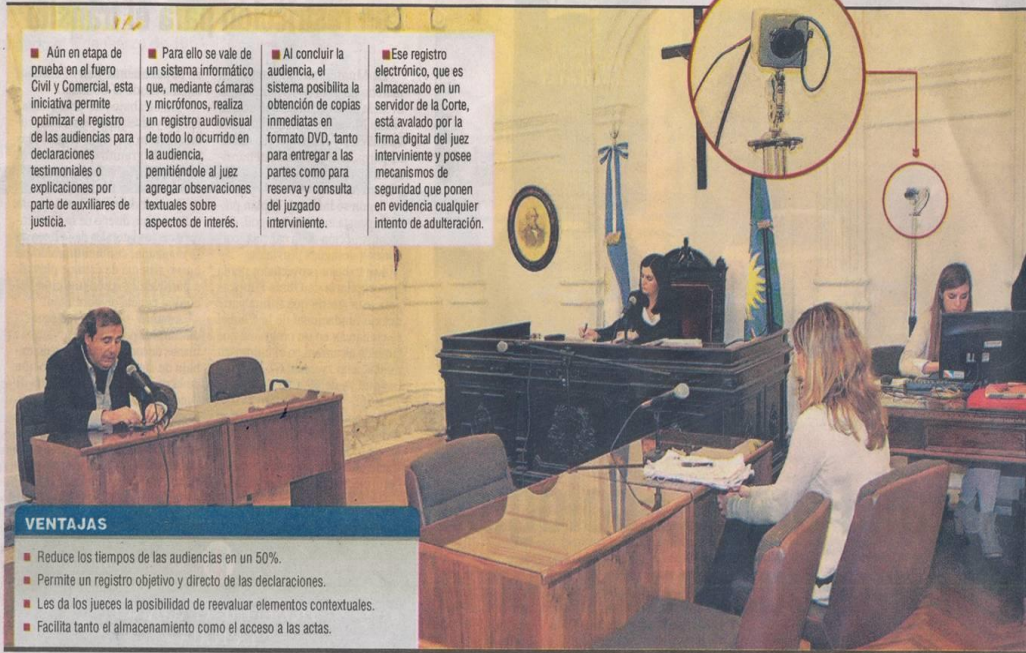 ■ Aún en etapa de
prueba en el fuero
Civil y Comercial, esta
iniciativa permite
optimizar el registro
de las audiencias para
declaraciones
testimoniales o
explicaciones por
parte de auxiliares de
justicia.
■ Para ello se vale de
un sistema informático
que, mediante cámaras
y micrófonos, realiza
un registro audiovisual
de todo lo ocurrido en
la audiencia,
pemitiéndole al juez
agregar observaciones
textuales sobre
aspectos de interés.
■ Al concluir la
audiencia, el
sistema posibilita la
obtención de copias
inmediatas en
formato DVD, tanto
para entregar a las
partes como para
reserva y consulta
del juzgado
interviniente.
■ Ese registro
electrónico, que es
almacenado en un
servidor de la Corte,
está avalado por la
firma digital del juez
interviniente y posee
mecanismos de
seguridad que ponen
en evidencia cualquier
intento de adulteración.
VENTAJAS
■ Reduce los tiempos de las audiencias en un 50%.
■ Permite un registro objetivo y directo de las declaraciones.
■ Les da los jueces la posibilidad de reevaluar elementos contextuales.
■ Facilita tanto el almacenamiento como el acceso a las actas.